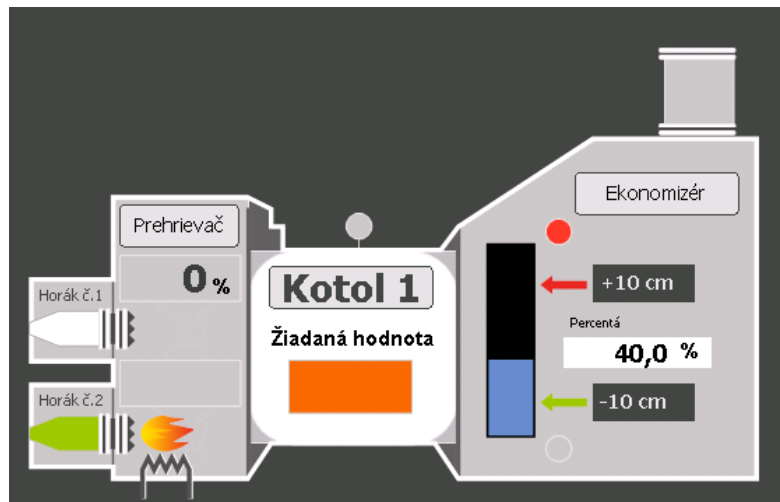 Ekonomizér
Prehrievač
0 %
Horák č.1
Kotol 1
+10 cm
Žiadaná hodnota
Percentá
40,0 %
Horák č.2
-10 cm